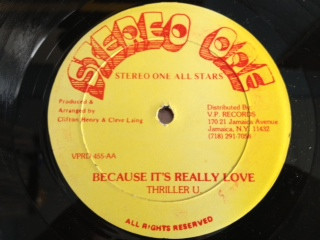 STEREO ONE
STEREO ONE ALL STARS
Produced &
Arranged by
Clifton Henry & Cleve Laing
Distributed By
V.P. RECORDS
170 21 Jamaica Avenue
Jamaica, N.Y. 11432
(718) 291-7058
VPRD 455-AA
BECAUSE IT'S REALLY LOVE
THRILLER U.
ALL RIGHTS RESERVED